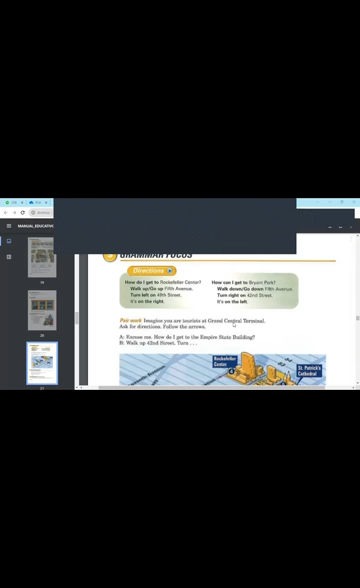 MANUAL_EDUCATIVE
GRAMMAR FOCUS
Directions
How do I get to Rockefeller Center?
Walk up/Go up Fifth Avenue.
Turn left on 49th Street.
It's on the right.
How can I get to Bryant Park?
Walk down/Go down Fifth Avenue.
Turn right on 42nd Street.
It's on the left.
Pair work Imagine you are tourists at Grand Central Terminal.
Ask for directions. Follow the arrows.
A: Excuse me. How do I get to the Empire State Building?
B: Walk up 42nd Street. Turn . . .
Rockefeller
Center
St. Patrick's
Cathedral